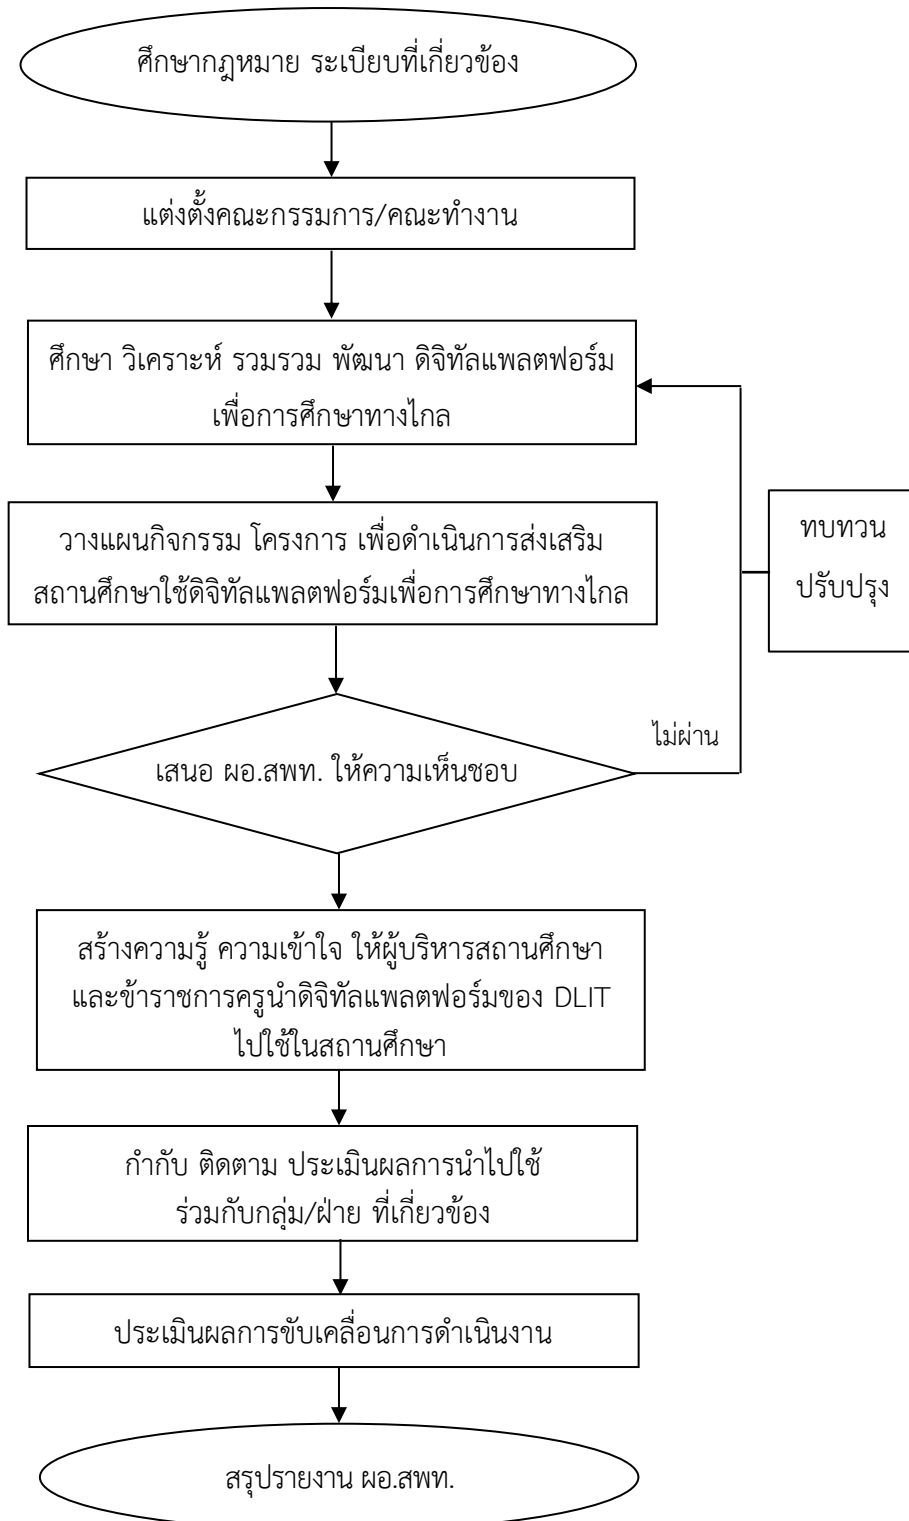 ศึกษากฎหมาย ระเบียบที่เกี่ยวข้อง
แต่งตั้งคณะกรรมการ/คณะทำงาน
ศึกษา วิเคราะห์ รวมรวม พัฒนา ดิจิทัลแพลตฟอร์ม
เพื่อการศึกษาทางไกล
วางแผนกิจกรรม โครงการ เพื่อดำเนินการส่งเสริม
สถานศึกษาใช้ดิจิทัลแพลตฟอร์มเพื่อการศึกษาทางไกล
ทบทวน
ปรับปรุง
ไม่ผ่าน
เสนอ ผอ.สพท. ให้ความเห็นชอบ
สร้างความรู้ ความเข้าใจ ให้ผู้บริหารสถานศึกษา
และข้าราชการครูนำดิจิทัลแพลตฟอร์มของ DLIT
ไปใช้ในสถานศึกษา
กำกับ ติดตาม ประเมินผลการนำไปใช้
ร่วมกับกลุ่ม/ฝ่าย ที่เกี่ยวข้อง
ประเมินผลการขับเคลื่อนการดำเนินงาน
สรุปรายงาน ผอ.สพท.